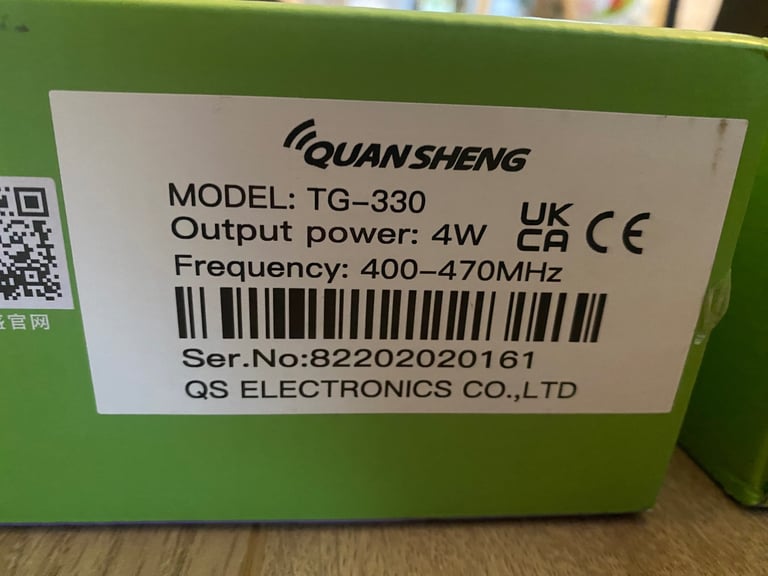 QUANSHENG
MODEL: TG-330
Output power: 4W
UK
CA
CE
Frequency: 400-470MHz
Ser.No:82202020161
QS ELECTRONICS CO.,LTD
官网